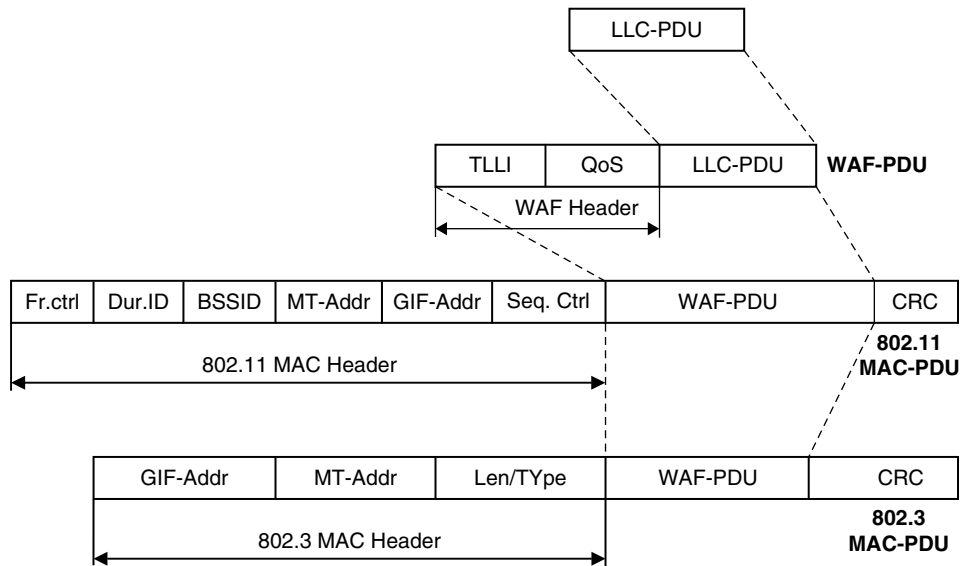 LLC-PDU
TLLI QoS LLC-PDU WAF-PDU
WAF Header
Fr.ctrl Dur.ID BSSID MT-Addr GIF-Addr Seq. Ctrl WAF-PDU CRC
802.11
MAC-PDU
802.11 MAC Header
GIF-Addr MT-Addr Len/TYpe WAF-PDU CRC
802.3
MAC-PDU
802.3 MAC Header